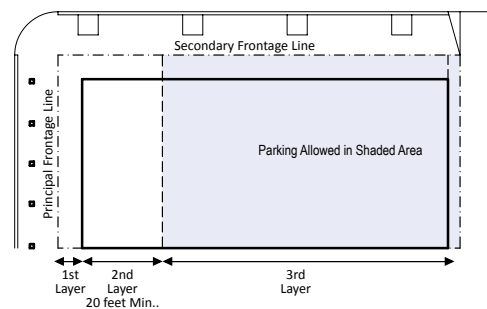 Secondary Frontage Line
Principal Frontage Line
Parking Allowed in Shaded Area
1st
Layer
2nd
Layer
20 feet Min..
3rd
Layer